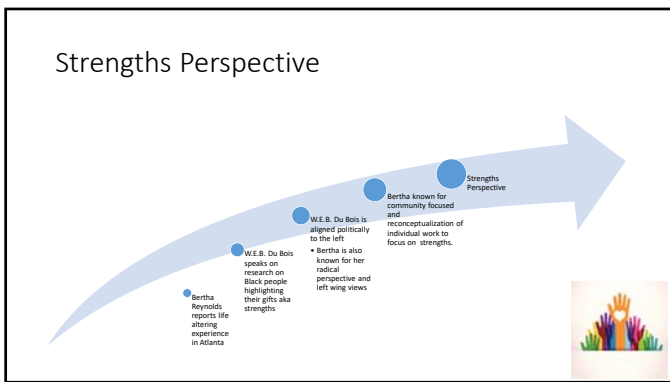 Strengths Perspective
Bertha
Reynolds
reports life
altering
experience
in Atlanta
W.E.B. Du Bois
speaks on
research on
Black people
highlighting
their gifts aka
strengths
W.E.B. Du Bois is
aligned politically
to the left
• Bertha is also
known for her
radical
perspective and
left wing views
Bertha known for
community focused
and
reconceptualization of
individual work to
focus on strengths.
Strengths
Perspective